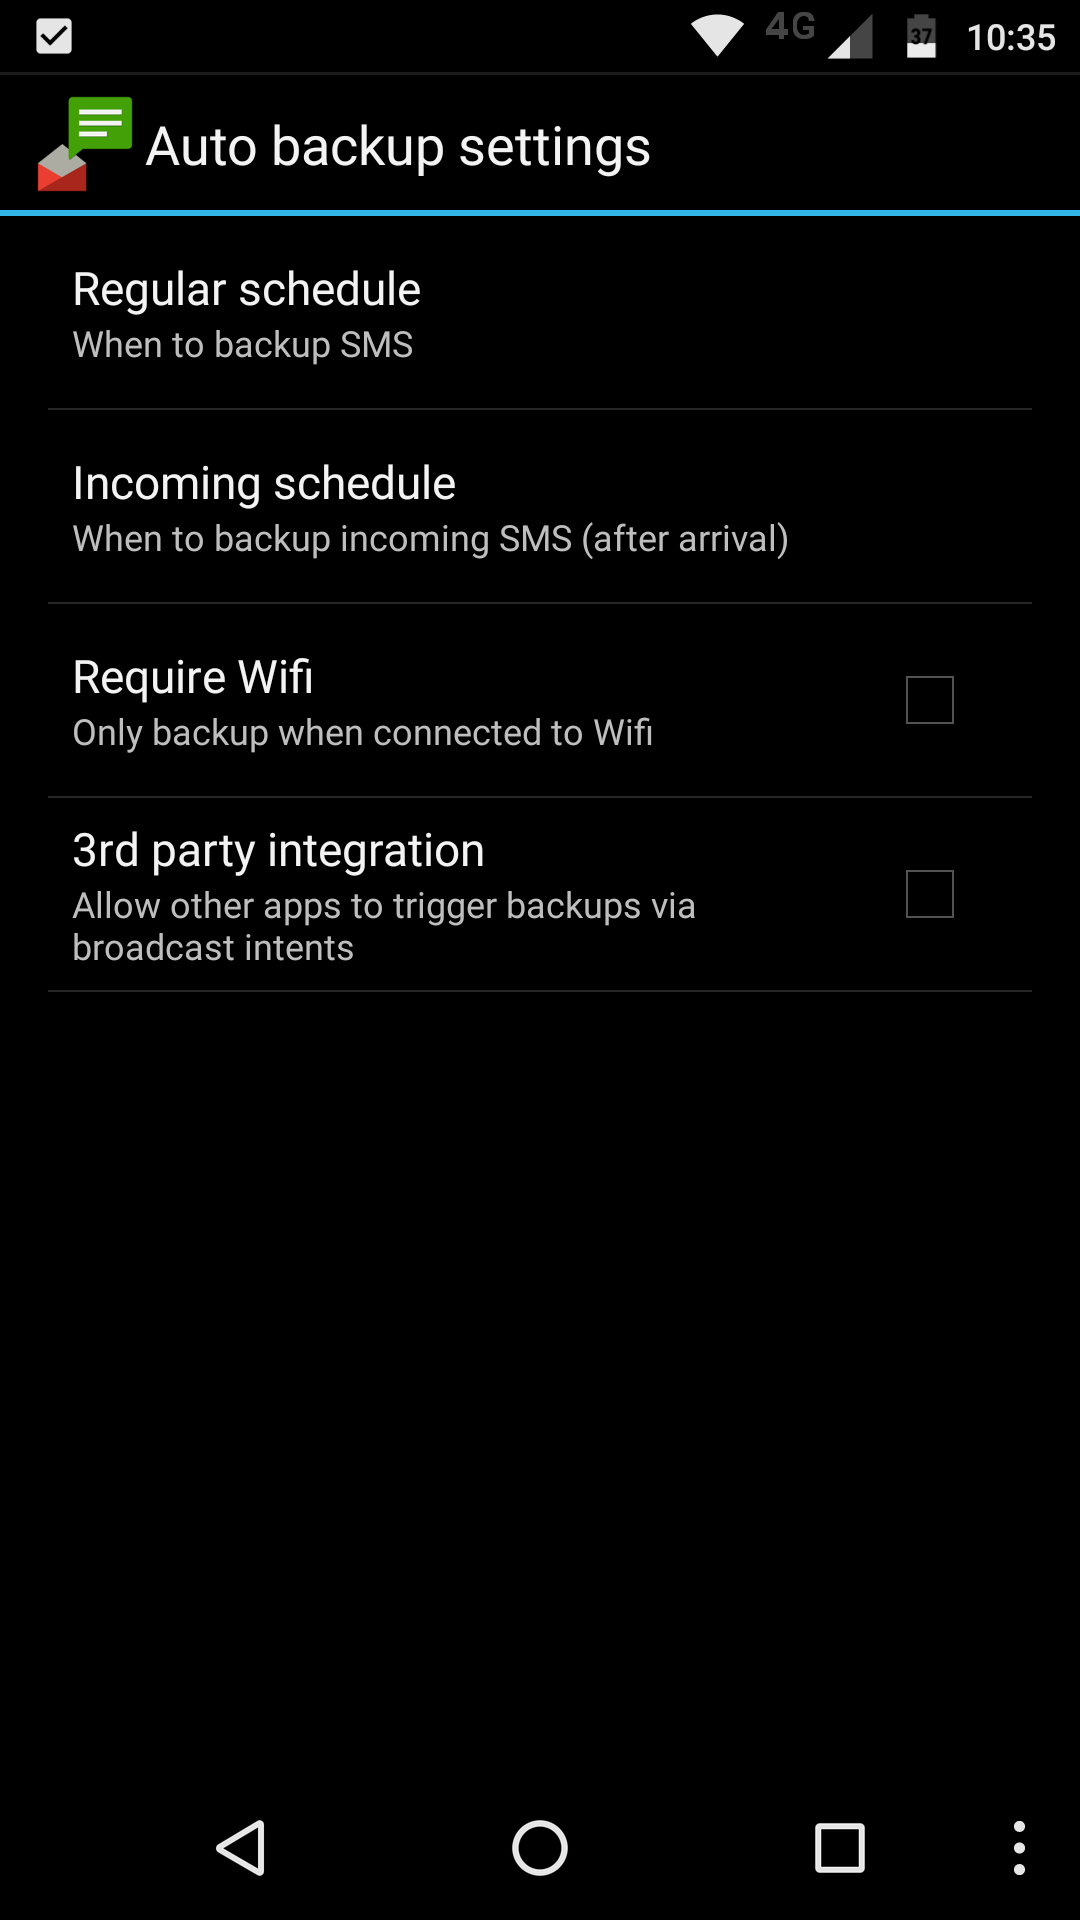 4G 37 10:35
Auto backup settings
Regular schedule
When to backup SMS
Incoming schedule
When to backup incoming SMS (after arrival)
Require Wifi
Only backup when connected to Wifi
3rd party integration
Allow other apps to trigger backups via
broadcast intents